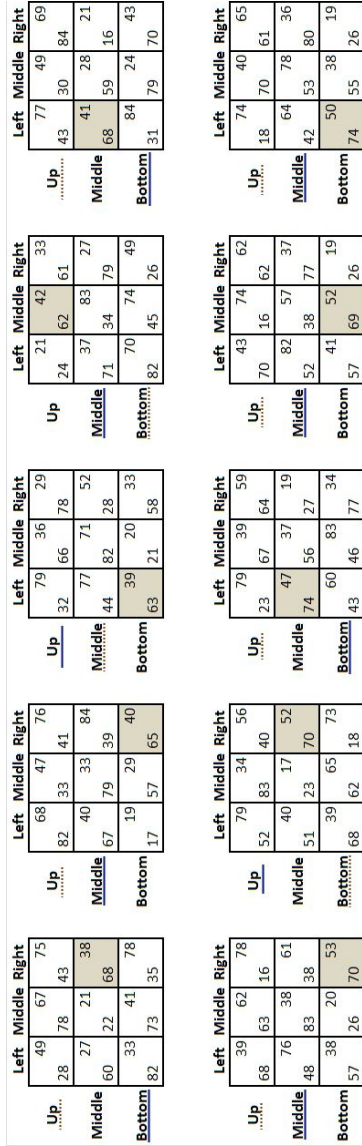 Left Middle Right
49 67 75
Up
28 78 43
27 21 38
Middle
60 22 68
33 41 78
Bottom
82 73 35
Left Middle Right
68 47 76
Up
82 33 41
40 33 84
Middle
67 79 39
19 29 40
Bottom
17 57 65
Left Middle Right
79 36 29
Up
32 66 78
77 71 52
Middle
44 82 28
39 20 33
Bottom
63 21 58
Left Middle Right
21 42 33
Up
24 62 61
37 83 27
Middle
71 34 79
70 74 49
Bottom
82 45 26
Left Middle Right
77 49 69
Up
43 30 84
41 28 21
Middle
68 59 16
84 24 43
Bottom
31 79 70
Left Middle Right
39 62 78
Up
68 63 16
76 38 61
Middle
48 83 38
38 20 53
Bottom
57 26 70
Left Middle Right
79 34 56
Up
52 83 40
40 17 52
Middle
51 23 70
39 65 73
Bottom
68 62 18
Left Middle Right
79 39 59
Up
23 67 64
47 37 19
Middle
74 56 27
60 83 34
Bottom
43 46 77
Left Middle Right
43 74 62
Up
70 16 62
82 57 37
Middle
52 38 77
41 52 19
Bottom
57 69 26
Left Middle Right
74 40 65
Up
18 70 61
64 78 36
Middle
42 53 80
50 38 19
Bottom
74 55 26